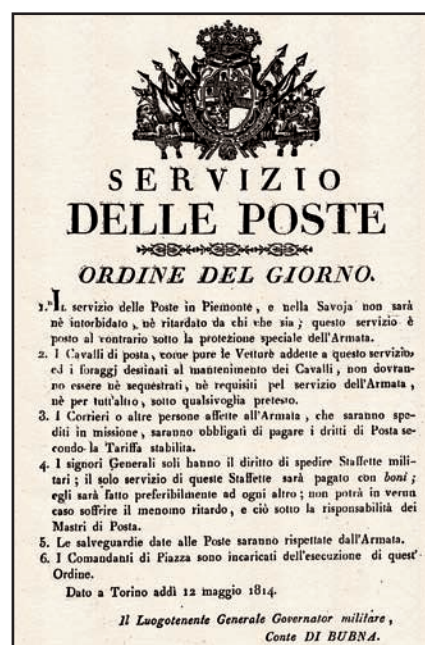 SERVIZIO
DELLE POSTE
ORDINE DEL GIORNO.
1.° IL servizio delle Poste in Piemonte, e nella Savoja non sarà
nè intorbidato, nè ritardato da chi che sia; questo servizio è
posto al contrario sotto la protezione speciale dell'Armata.
2. I Cavalli di posta, come pure le Vetture addette a questo servizio,
ed i foraggj destinati al mantenimento dei Cavalli, non dovran-
no essere nè sequestrati, nè requisiti pel servizio dell'Armata,
nè per tutt'altro, sotto qualsivoglia pretesto.
3. I Corrieri o altre persone affette all'Armata, che saranno spe-
diti in missione, saranno obbligati di pagare i dritti di Posta se-
condo la Tariffa stabilita.
4. I signori Generali soli hanno il diritto di spedire Staffette mili-
tari; il solo servizio di queste Staffette sarà pagato con boni;
egli sarà fatto preferibilmente ad ogni altro; non potrà in verun
caso soffrire il menomo ritardo, e ciò sotto la risponsabilità dei
Mastri di Posta.
5. Le salveguardie date alle Poste saranno rispettate dall'Armata.
6. I Comandanti di Piazza sono incaricati dell'esecuzione di quest'
Ordine.
Dato a Torino addì 12 maggio 1814.
Il Luogotenente Generale Governator militare,
Conte DI BUBNA.